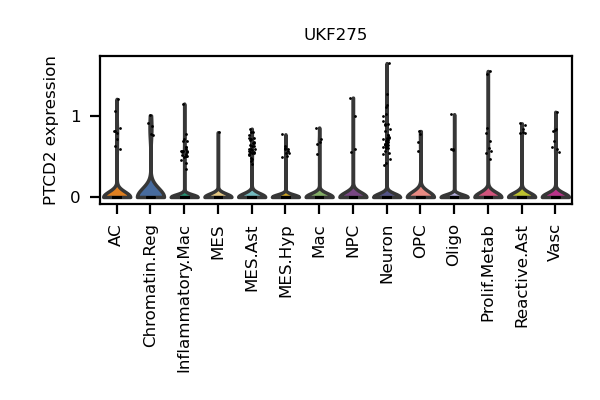 UKF275
PTCD2 expression
1
0
AC
Chromatin.Reg
Inflammatory.Mac
MES
MES.Ast
MES.Hyp
Mac
NPC
Neuron
OPC
Oligo
Prolif.Metab
Reactive.Ast
Vasc